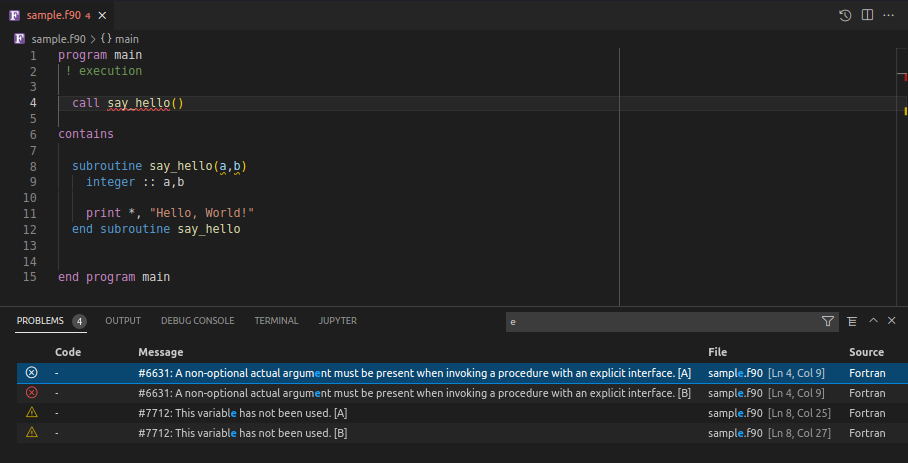 F sample.f90 4 ×
F sample.f90 > {} main
1 program main
2 ! execution
3
4 call say_hello()
5
6 contains
7
8 subroutine say_hello(a,b)
9 integer :: a,b
10
11 print *, "Hello, World!"
12 end subroutine say_hello
13
14
15 end program main
PROBLEMS 4 OUTPUT DEBUG CONSOLE TERMINAL JUPYTER e
Code Message File Source
- #6631: A non-optional actual argument must be present when invoking a procedure with an explicit interface. [A] sample.f90 [Ln 4, Col 9] Fortran
- #6631: A non-optional actual argument must be present when invoking a procedure with an explicit interface. [B] sample.f90 [Ln 4, Col 9] Fortran
- #7712: This variable has not been used. [A] sample.f90 [Ln 8, Col 25] Fortran
- #7712: This variable has not been used. [B] sample.f90 [Ln 8, Col 27] Fortran